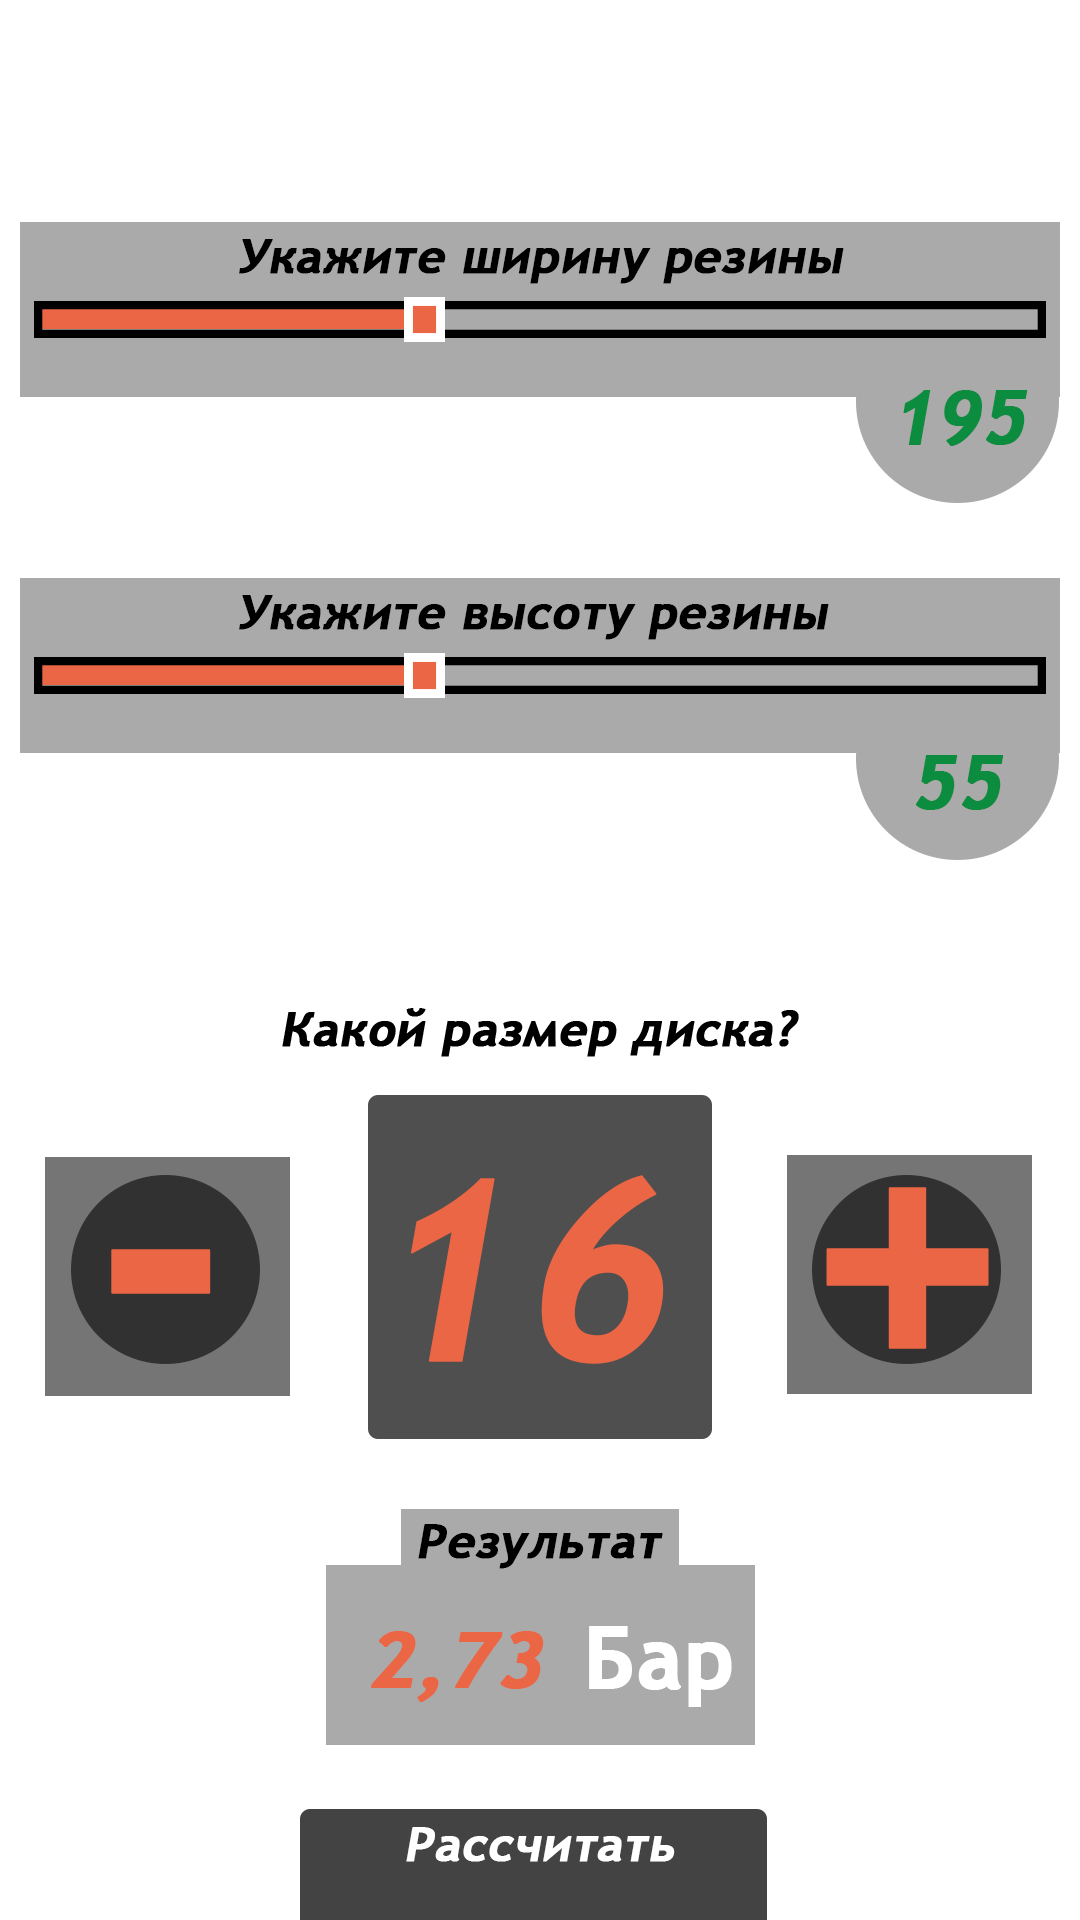 Укажите ширину резины
195
Укажите высоту резины
55
Какой размер диска?
- 16 +
Результат
2,73 Бар
Рассчитать